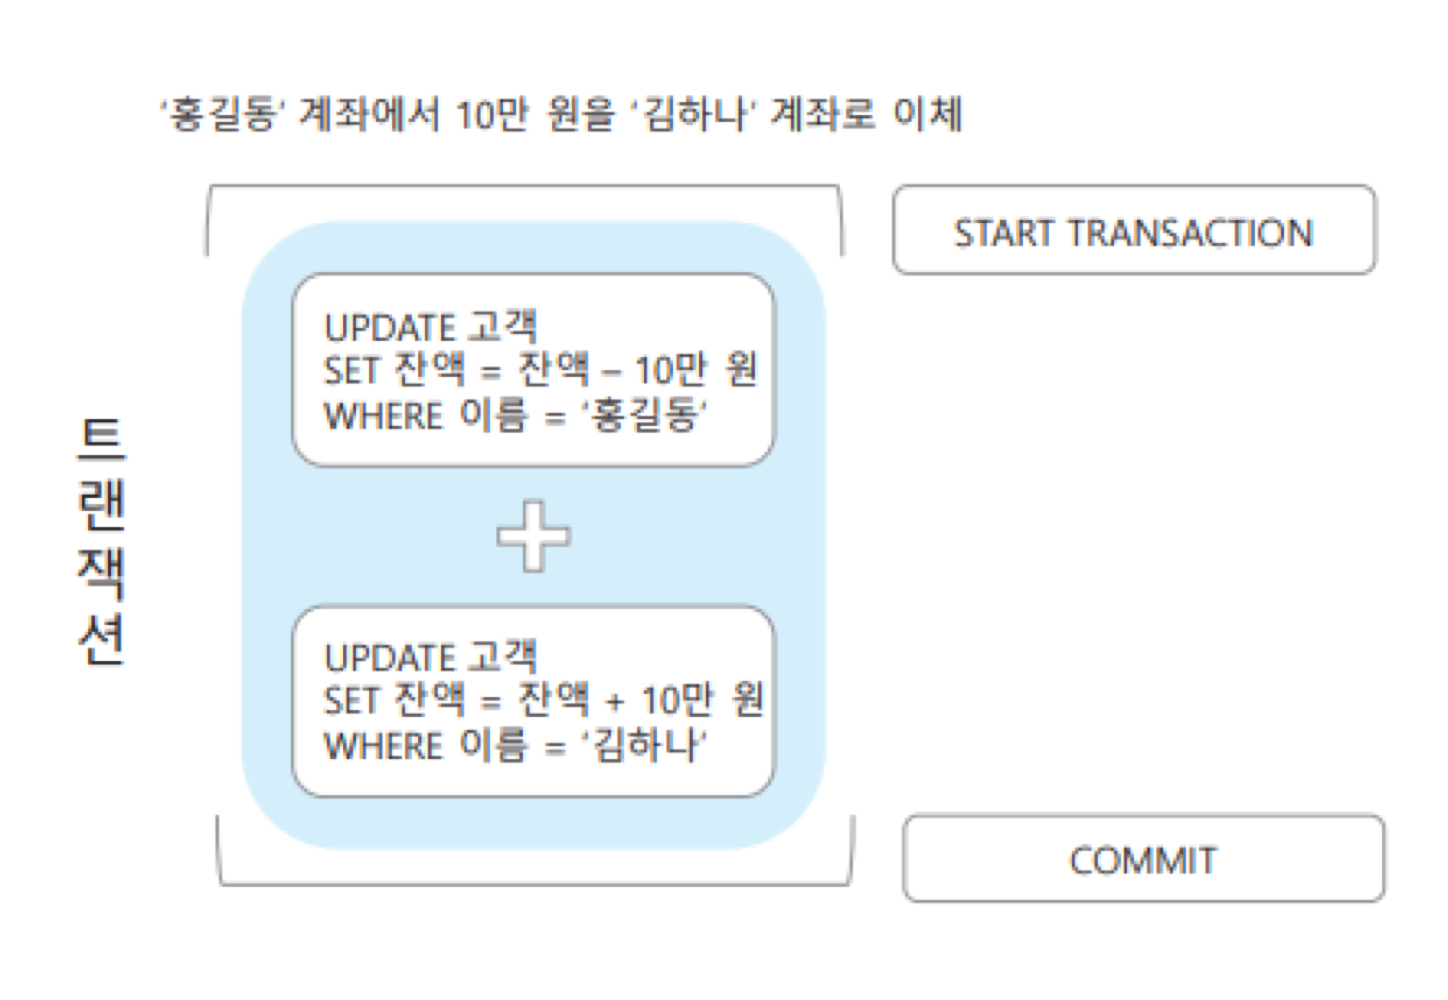 ‘홍길동’ 계좌에서 10만 원을 ‘김하나’ 계좌로 이체
START TRANSACTION
트랜잭션
UPDATE 고객
SET 잔액 = 잔액 – 10만 원
WHERE 이름 = ‘홍길동’
UPDATE 고객
SET 잔액 = 잔액 + 10만 원
WHERE 이름 = ‘김하나’
COMMIT